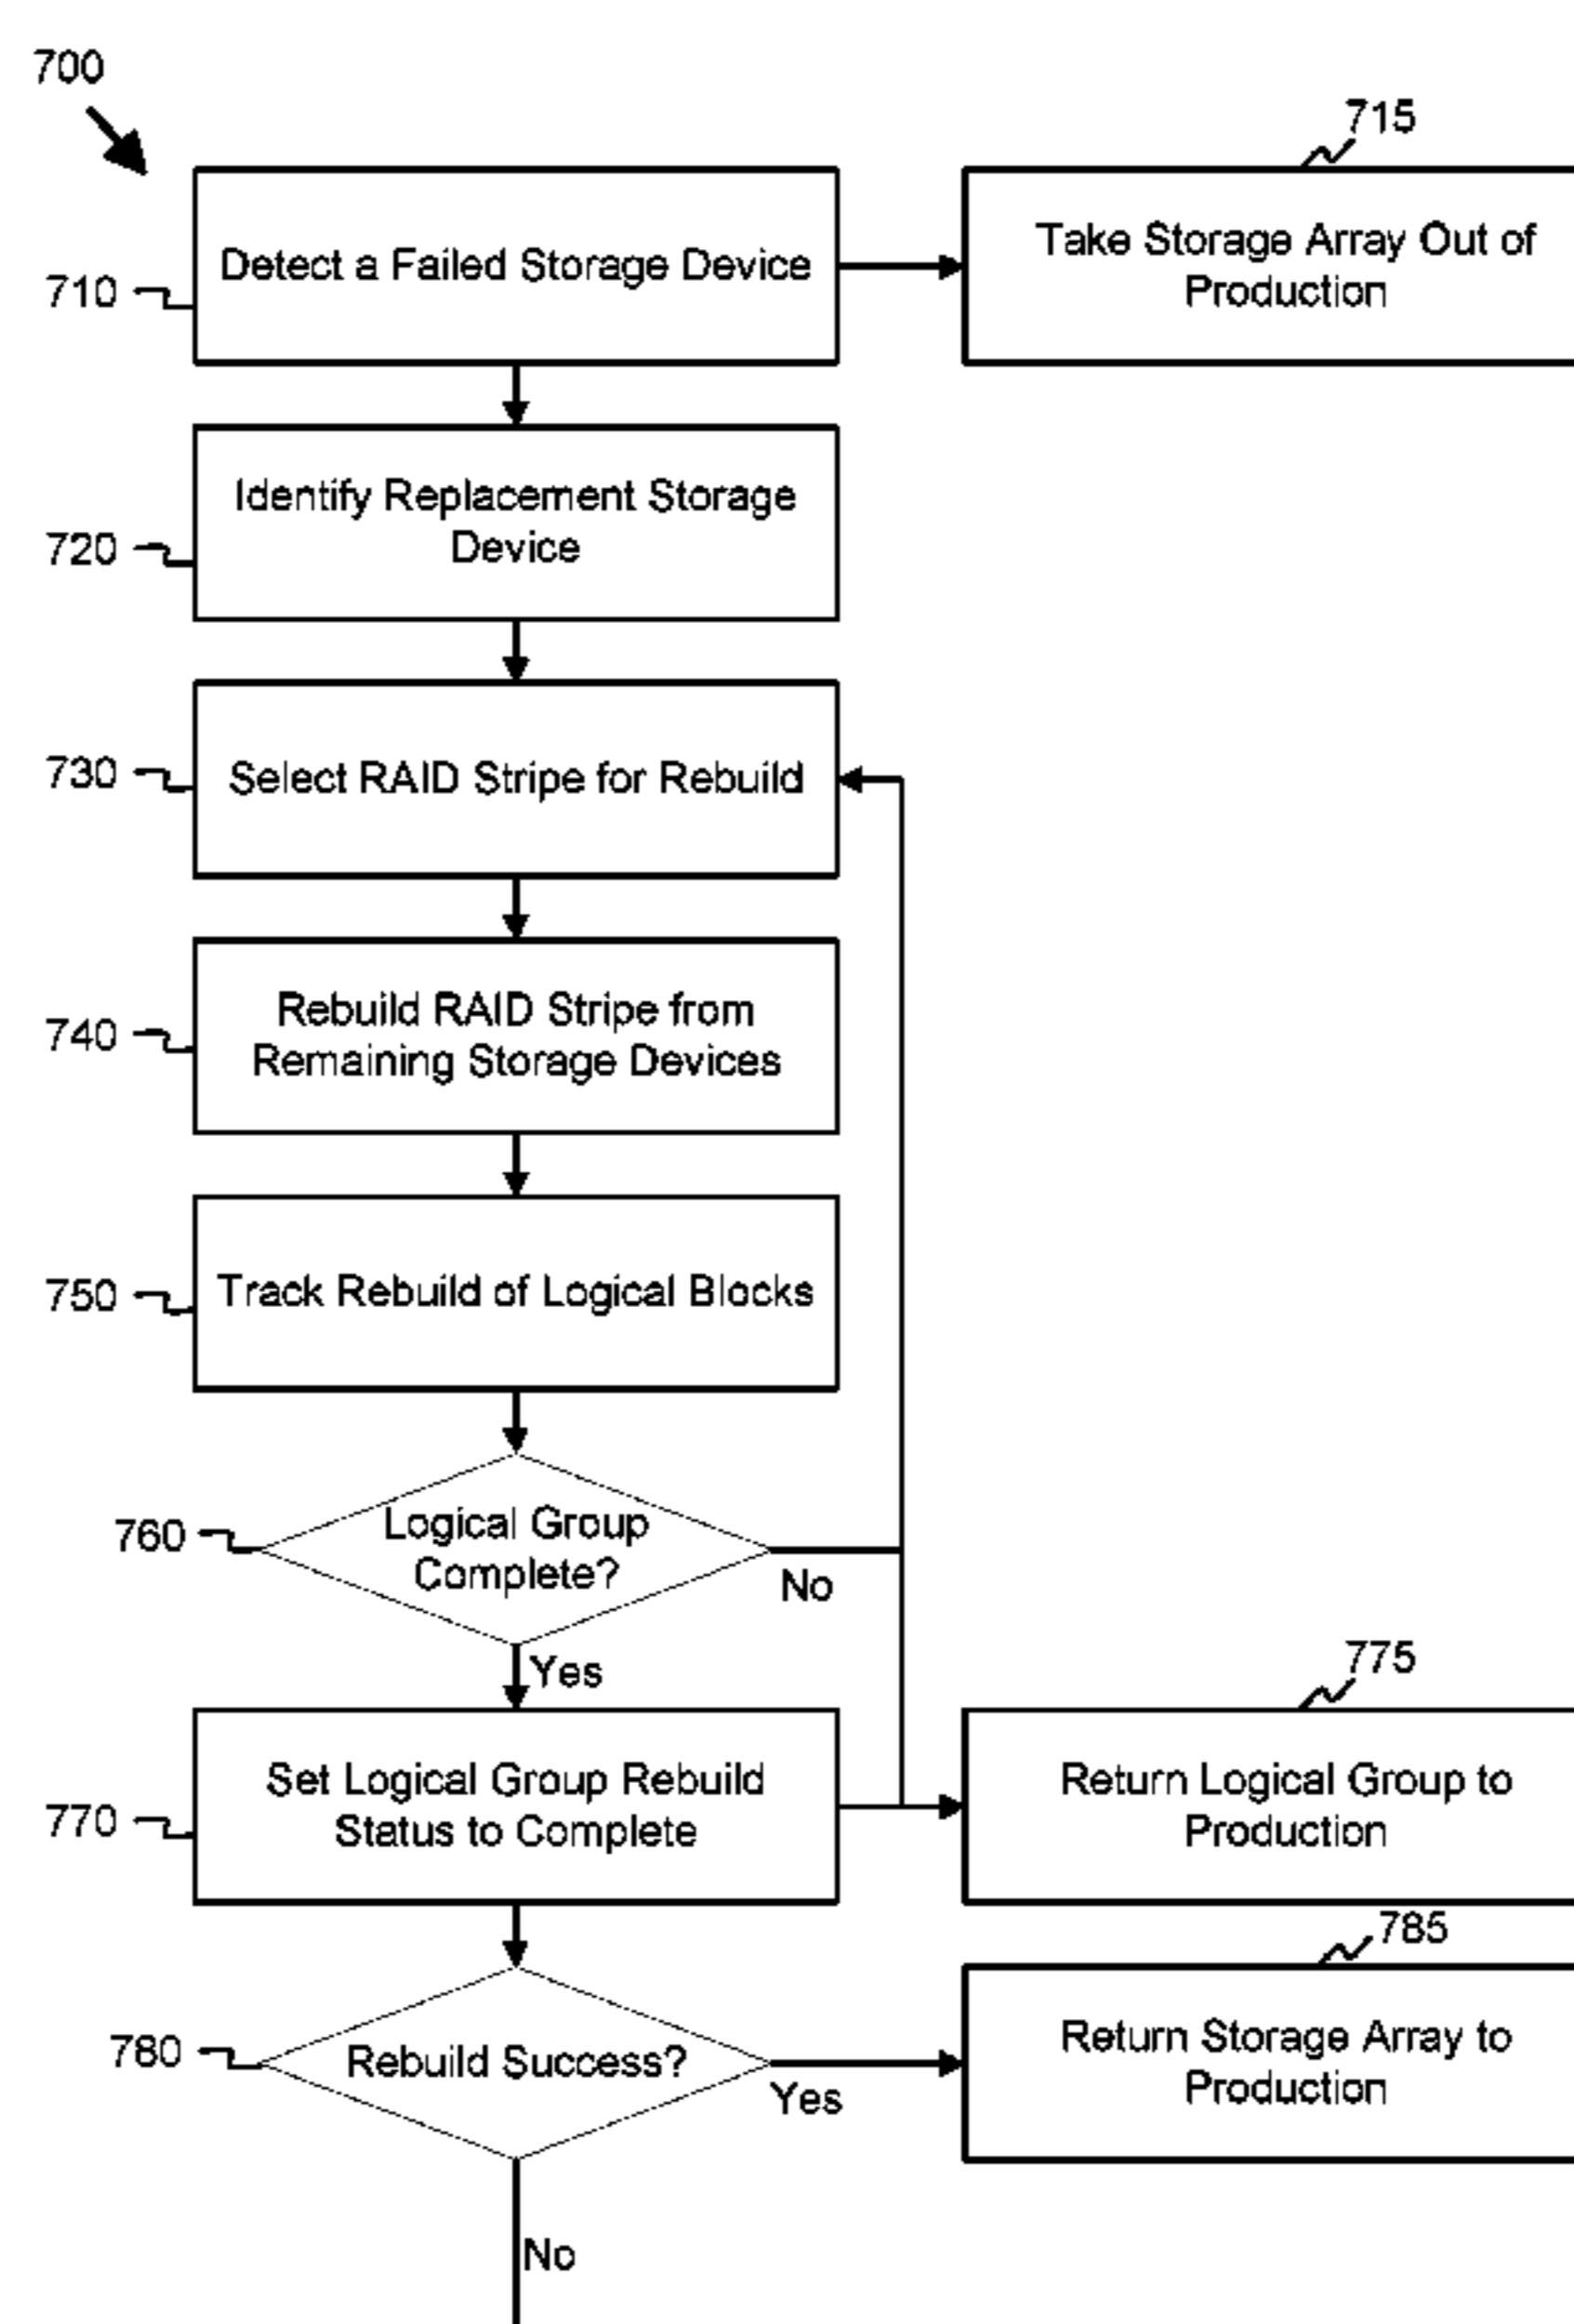 700
715
Detect a Failed Storage Device
Take Storage Array Out of
Production
710
Identify Replacement Storage
Device
720
730
Select RAID Stripe for Rebuild
Rebuild RAID Stripe from
Remaining Storage Devices
740
750
Track Rebuild of Logical Blocks
760
Logical Group
Complete?
No
Yes
775
Set Logical Group Rebuild
Status to Complete
770
Return Logical Group to
Production
785
780
Rebuild Success?
Yes
Return Storage Array to
Production
No